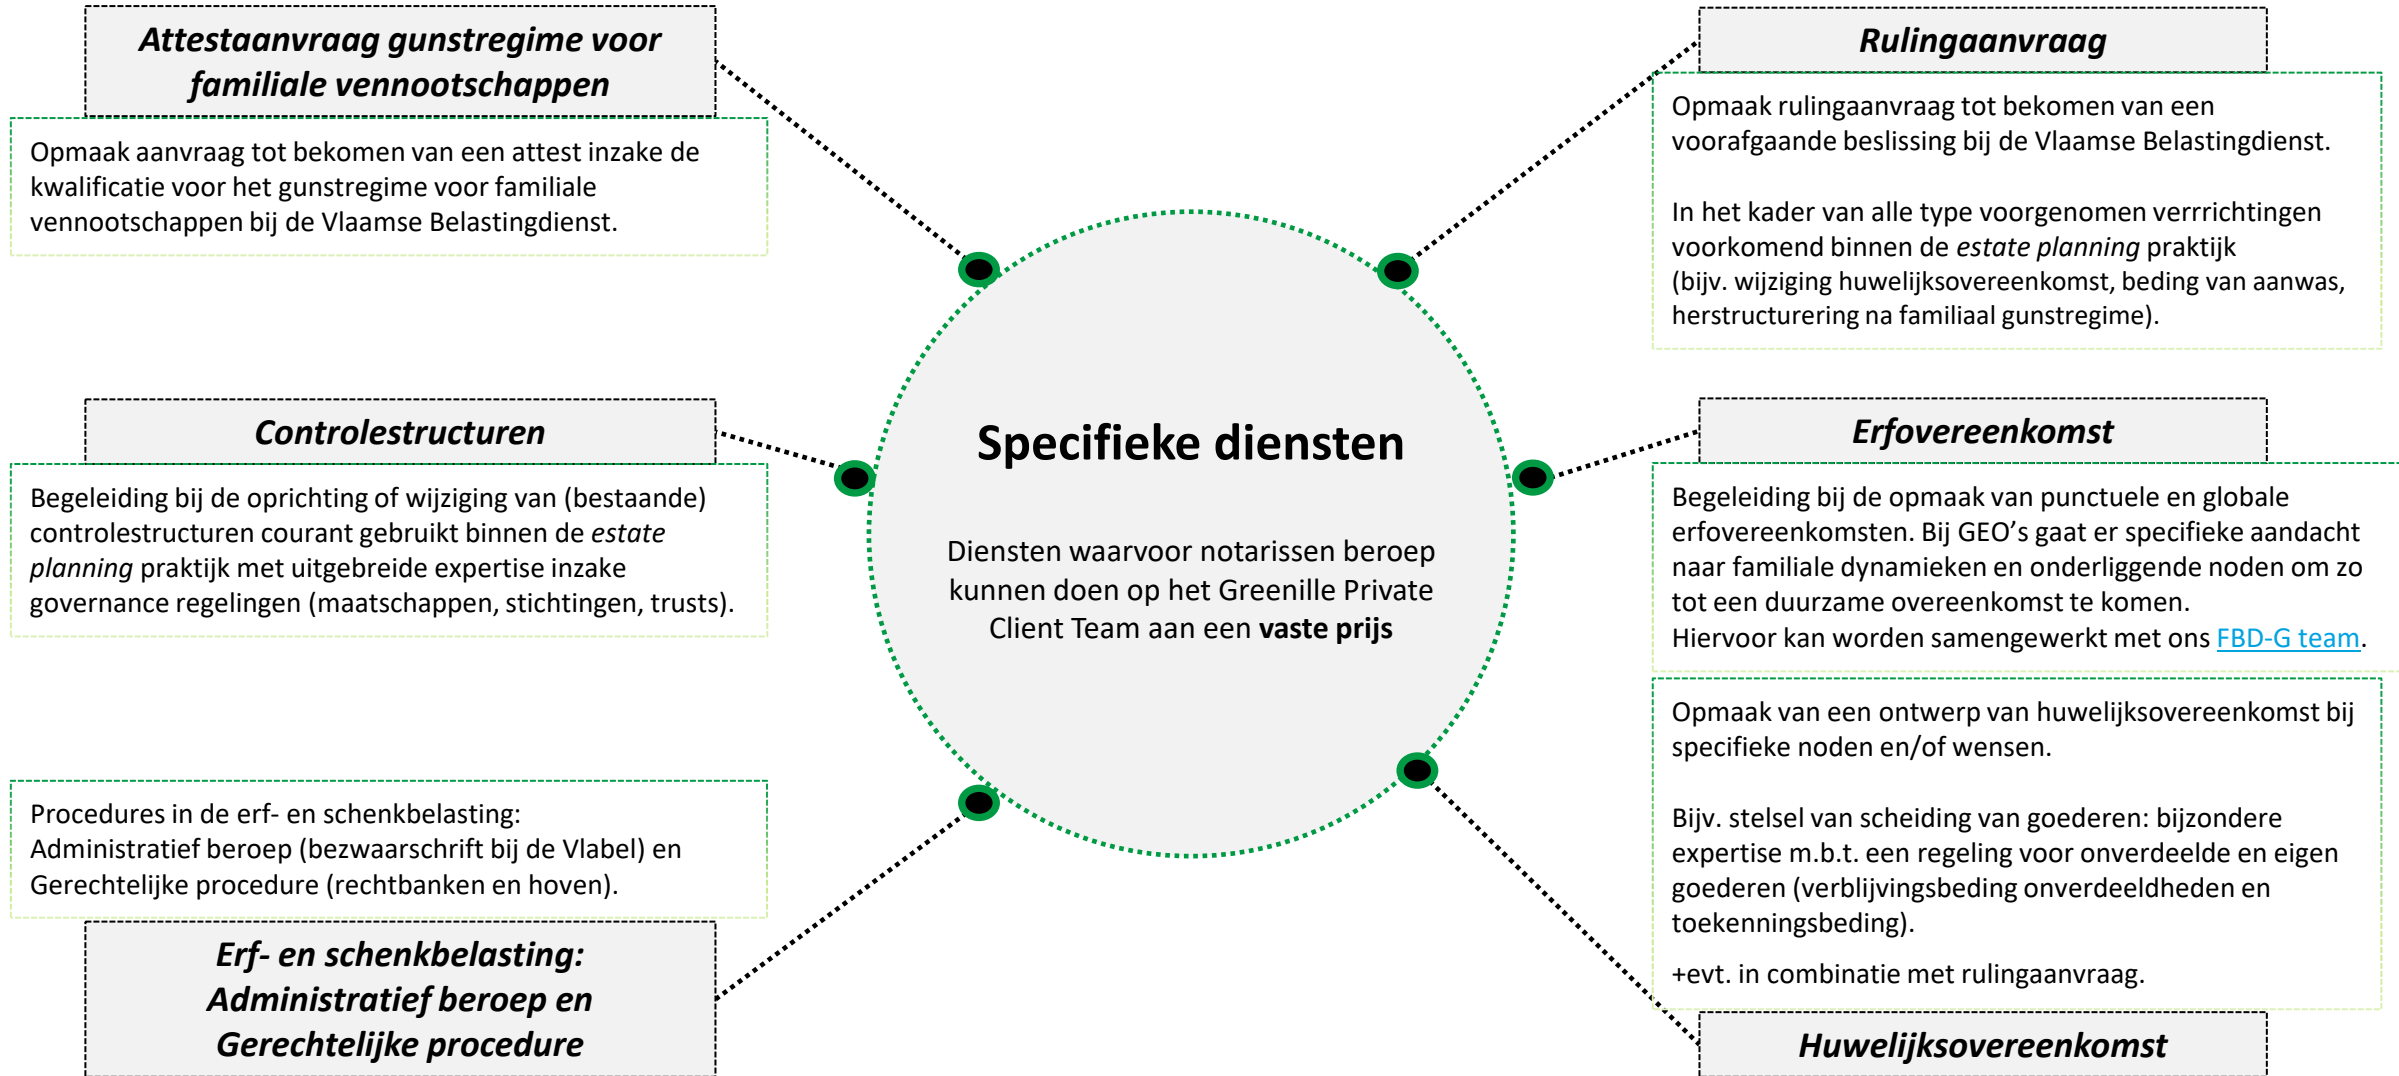 Attestaanvraag gunstregime voor
familiale vennootschappen
Opmaak aanvraag tot bekomen van een attest inzake de
kwalificatie voor het gunstregime voor familiale
vennootschappen bij de Vlaamse Belastingdienst.
Controlestructuren
Begeleiding bij de oprichting of wijziging van (bestaande)
controlestructuren courant gebruikt binnen de estate
planning praktijk met uitgebreide expertise inzake
governance regelingen (maatschappen, stichtingen, trusts).
Procedures in de erf- en schenkbelasting:
Administratief beroep (bezwaarschrift bij de Vlabel) en
Gerechtelijke procedure (rechtbanken en hoven).
Erf- en schenkbelasting:
Administratief beroep en
Gerechtelijke procedure
Specifieke diensten
Diensten waarvoor notarissen beroep
kunnen doen op het Greenille Private
Client Team aan een vaste prijs
Rulingaanvraag
Opmaak rulingaanvraag tot bekomen van een
voorafgaande beslissing bij de Vlaamse Belastingdienst.
In het kader van alle type voorgenomen verrrichtingen
voorkomend binnen de estate planning praktijk
(bijv. wijziging huwelijksovereenkomst, beding van aanwas,
herstructurering na familiaal gunstregime).
Erfovereenkomst
Begeleiding bij de opmaak van punctuele en globale
erfovereenkomsten. Bij GEO’s gaat er specifieke aandacht
naar familiale dynamieken en onderliggende noden om zo
tot een duurzame overeenkomst te komen.
Hiervoor kan worden samengewerkt met ons FBD-G team.
Opmaak van een ontwerp van huwelijksovereenkomst bij
specifieke noden en/of wensen.
Bijv. stelsel van scheiding van goederen: bijzondere
expertise m.b.t. een regeling voor onverdeelde en eigen
goederen (verblijvingsbeding onverdeeldheden en
toekenningsbeding).
+evt. in combinatie met rulingaanvraag.
Huwelijksovereenkomst